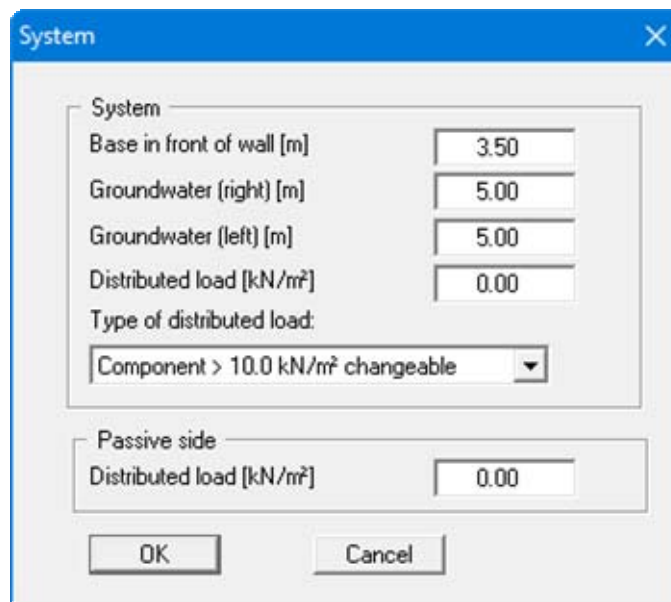 System
System
Base in front of wall [m] 3.50
Groundwater (right) [m] 5.00
Groundwater (left) [m] 5.00
Distributed load [kN/m²] 0.00
Type of distributed load:
Component > 10.0 kN/m² changeable
Passive side
Distributed load [kN/m²] 0.00
OK Cancel